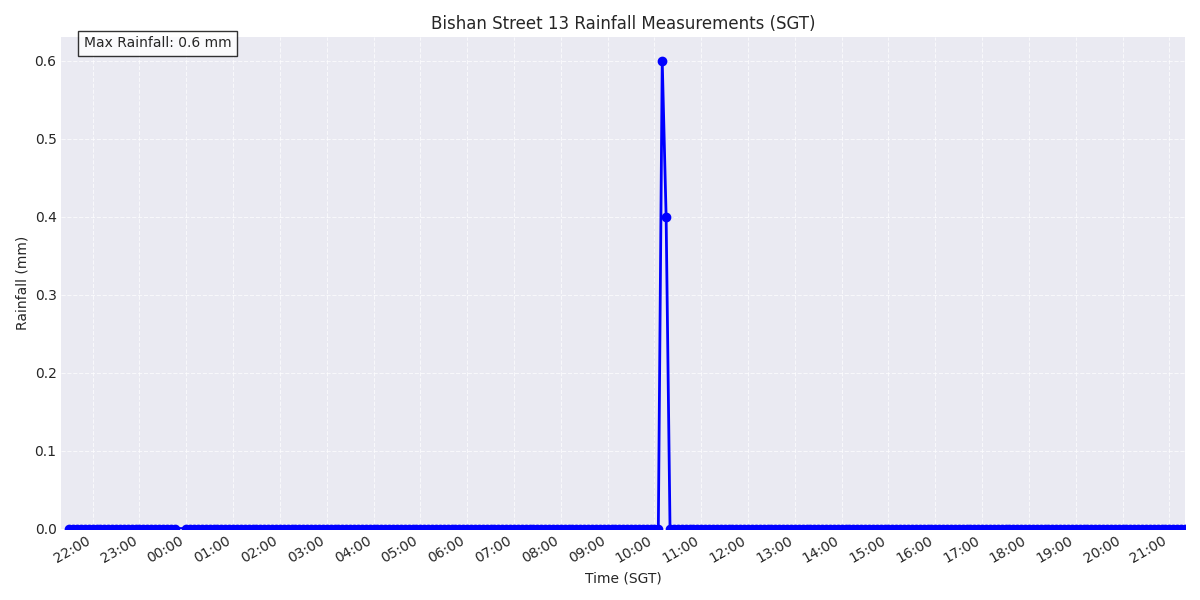 Bishan Street 13 Rainfall Measurements (SGT)
Max Rainfall: 0.6 mm
0.6
0.5
0.4
0.3
0.2
0.1
0.0
Rainfall (mm)
22:00 23:00 00:00 01:00 02:00 03:00 04:00 05:00 06:00 07:00 08:00 09:00 10:00 11:00 12:00 13:00 14:00 15:00 16:00 17:00 18:00 19:00 20:00 21:00
Time (SGT)